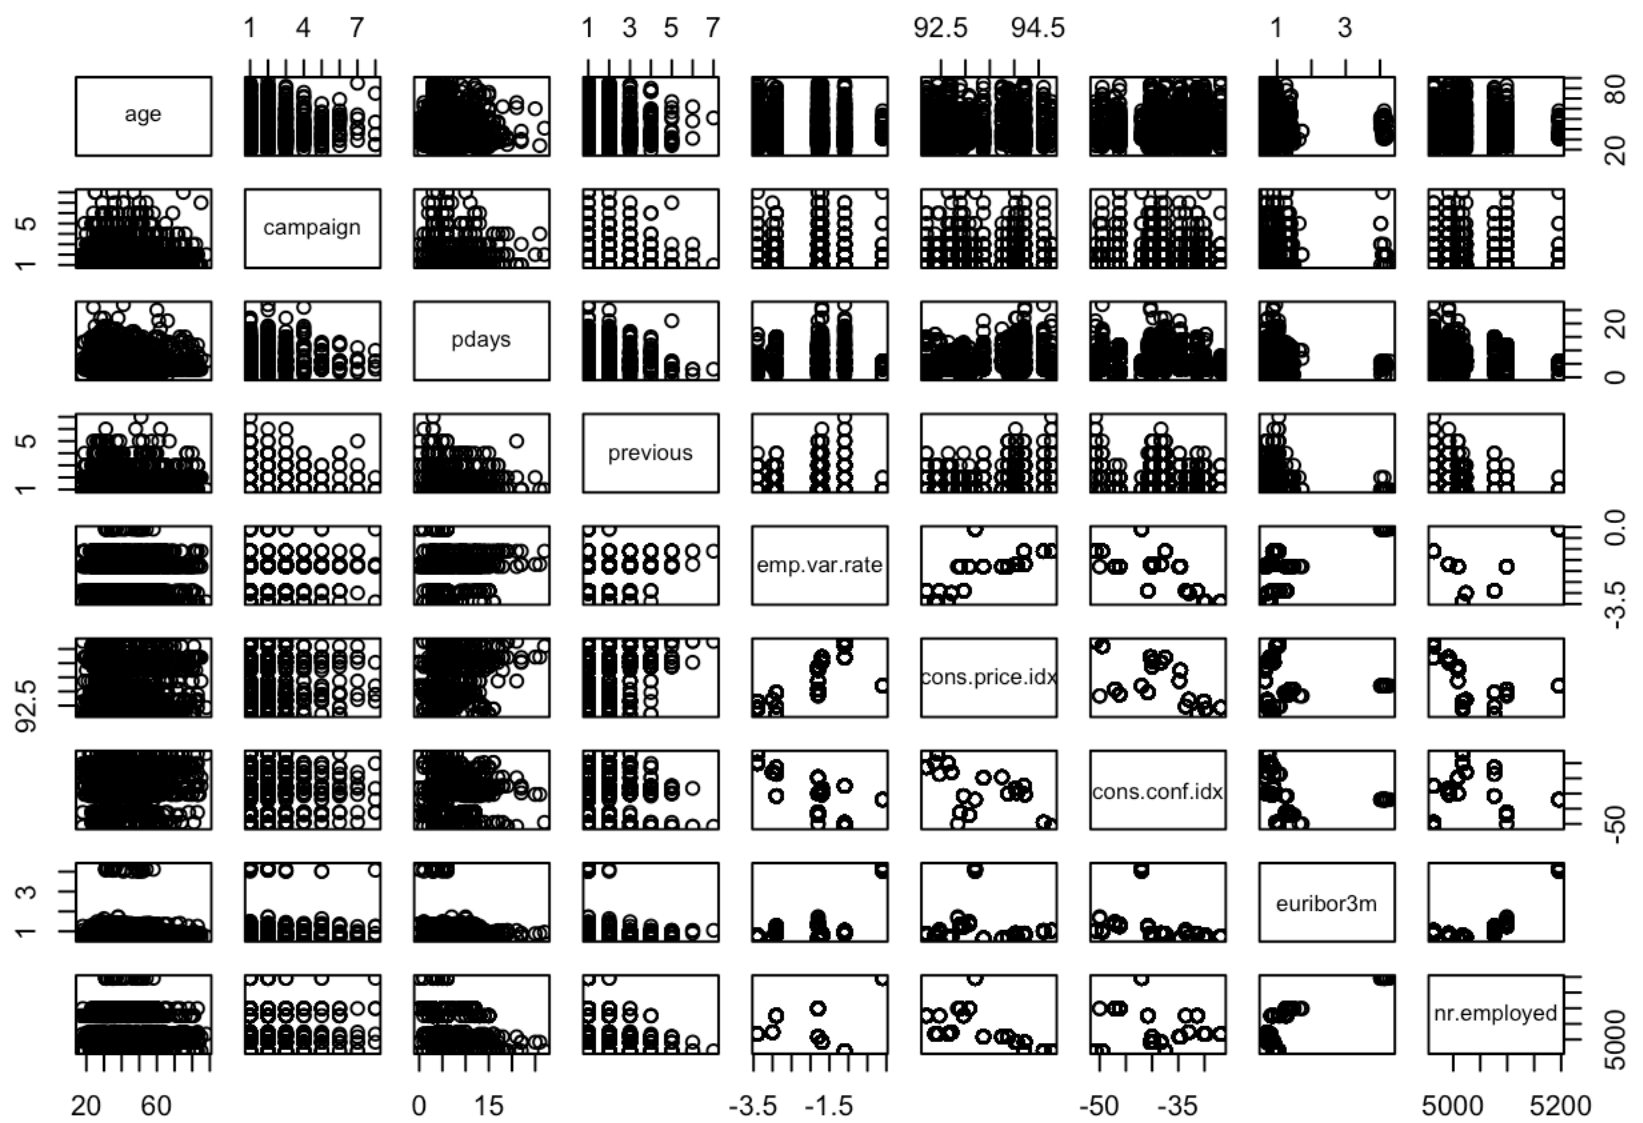 1 4 7 1 3 5 7 92.5 94.5 1 3
age 20 80
1 5 campaign
pdays 0 20
1 5 previous
emp.var.rate -3.5 0.0
92.5 cons.price.idx
cons.conf.idx -50
1 3 euribor3m
nr.employed 5000
20 60 0 15 -3.5 -1.5 -50 -35 5000 5200